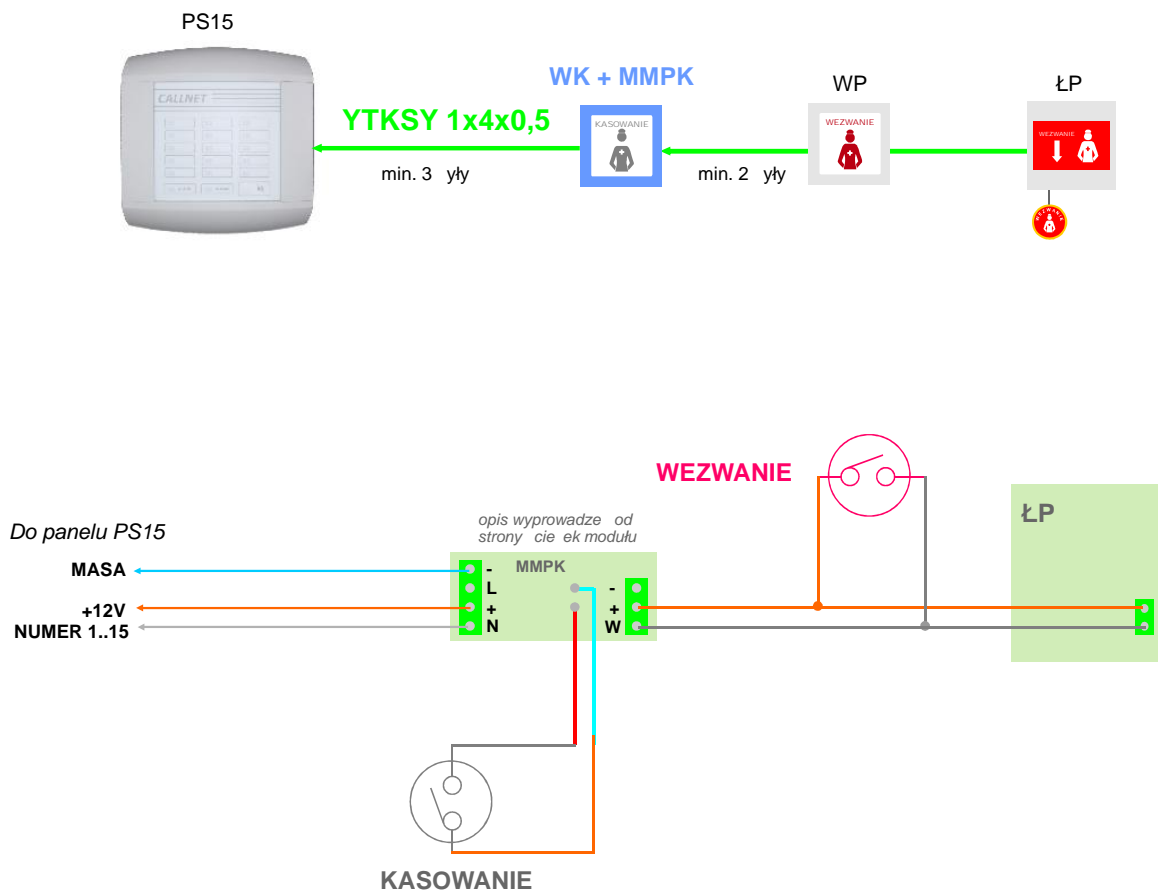 PS15
CALLNET
WK + MMPK
WP
ŁP
YTKSY 1x4x0,5
KASOWANIE
WEZWANIE
WEZWANIE
min. 3 yły
min. 2 yły
WEZWANIE
WEZWANIE
ŁP
Do panelu PS15
opis wyprowadze od
strony cie ek modułu
MASA
- MMPK -
L
+12V
+ +
NUMER 1..15
N W
KASOWANIE